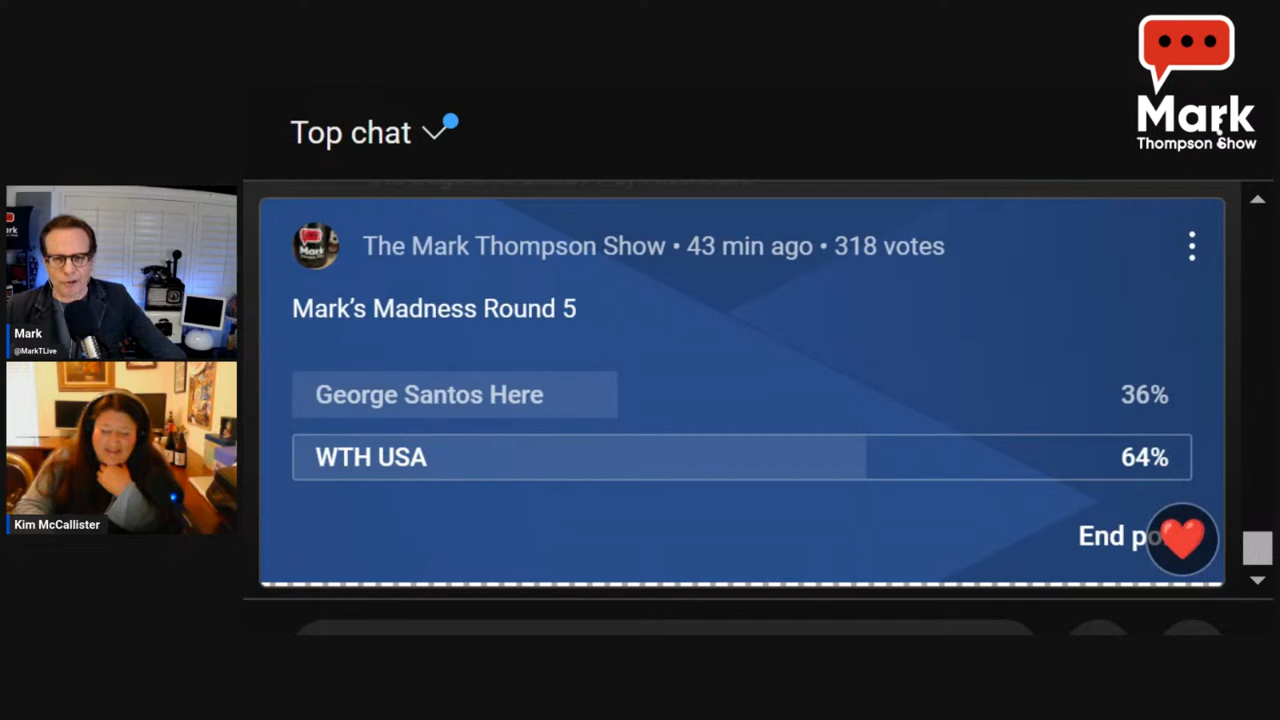 Mark
Thompson Show
Top chat
The Mark Thompson Show • 43 min ago • 318 votes
Mark’s Madness Round 5
George Santos Here 36%
WTH USA 64%
End po
Mark
@MarkTLive
Kim McCallister